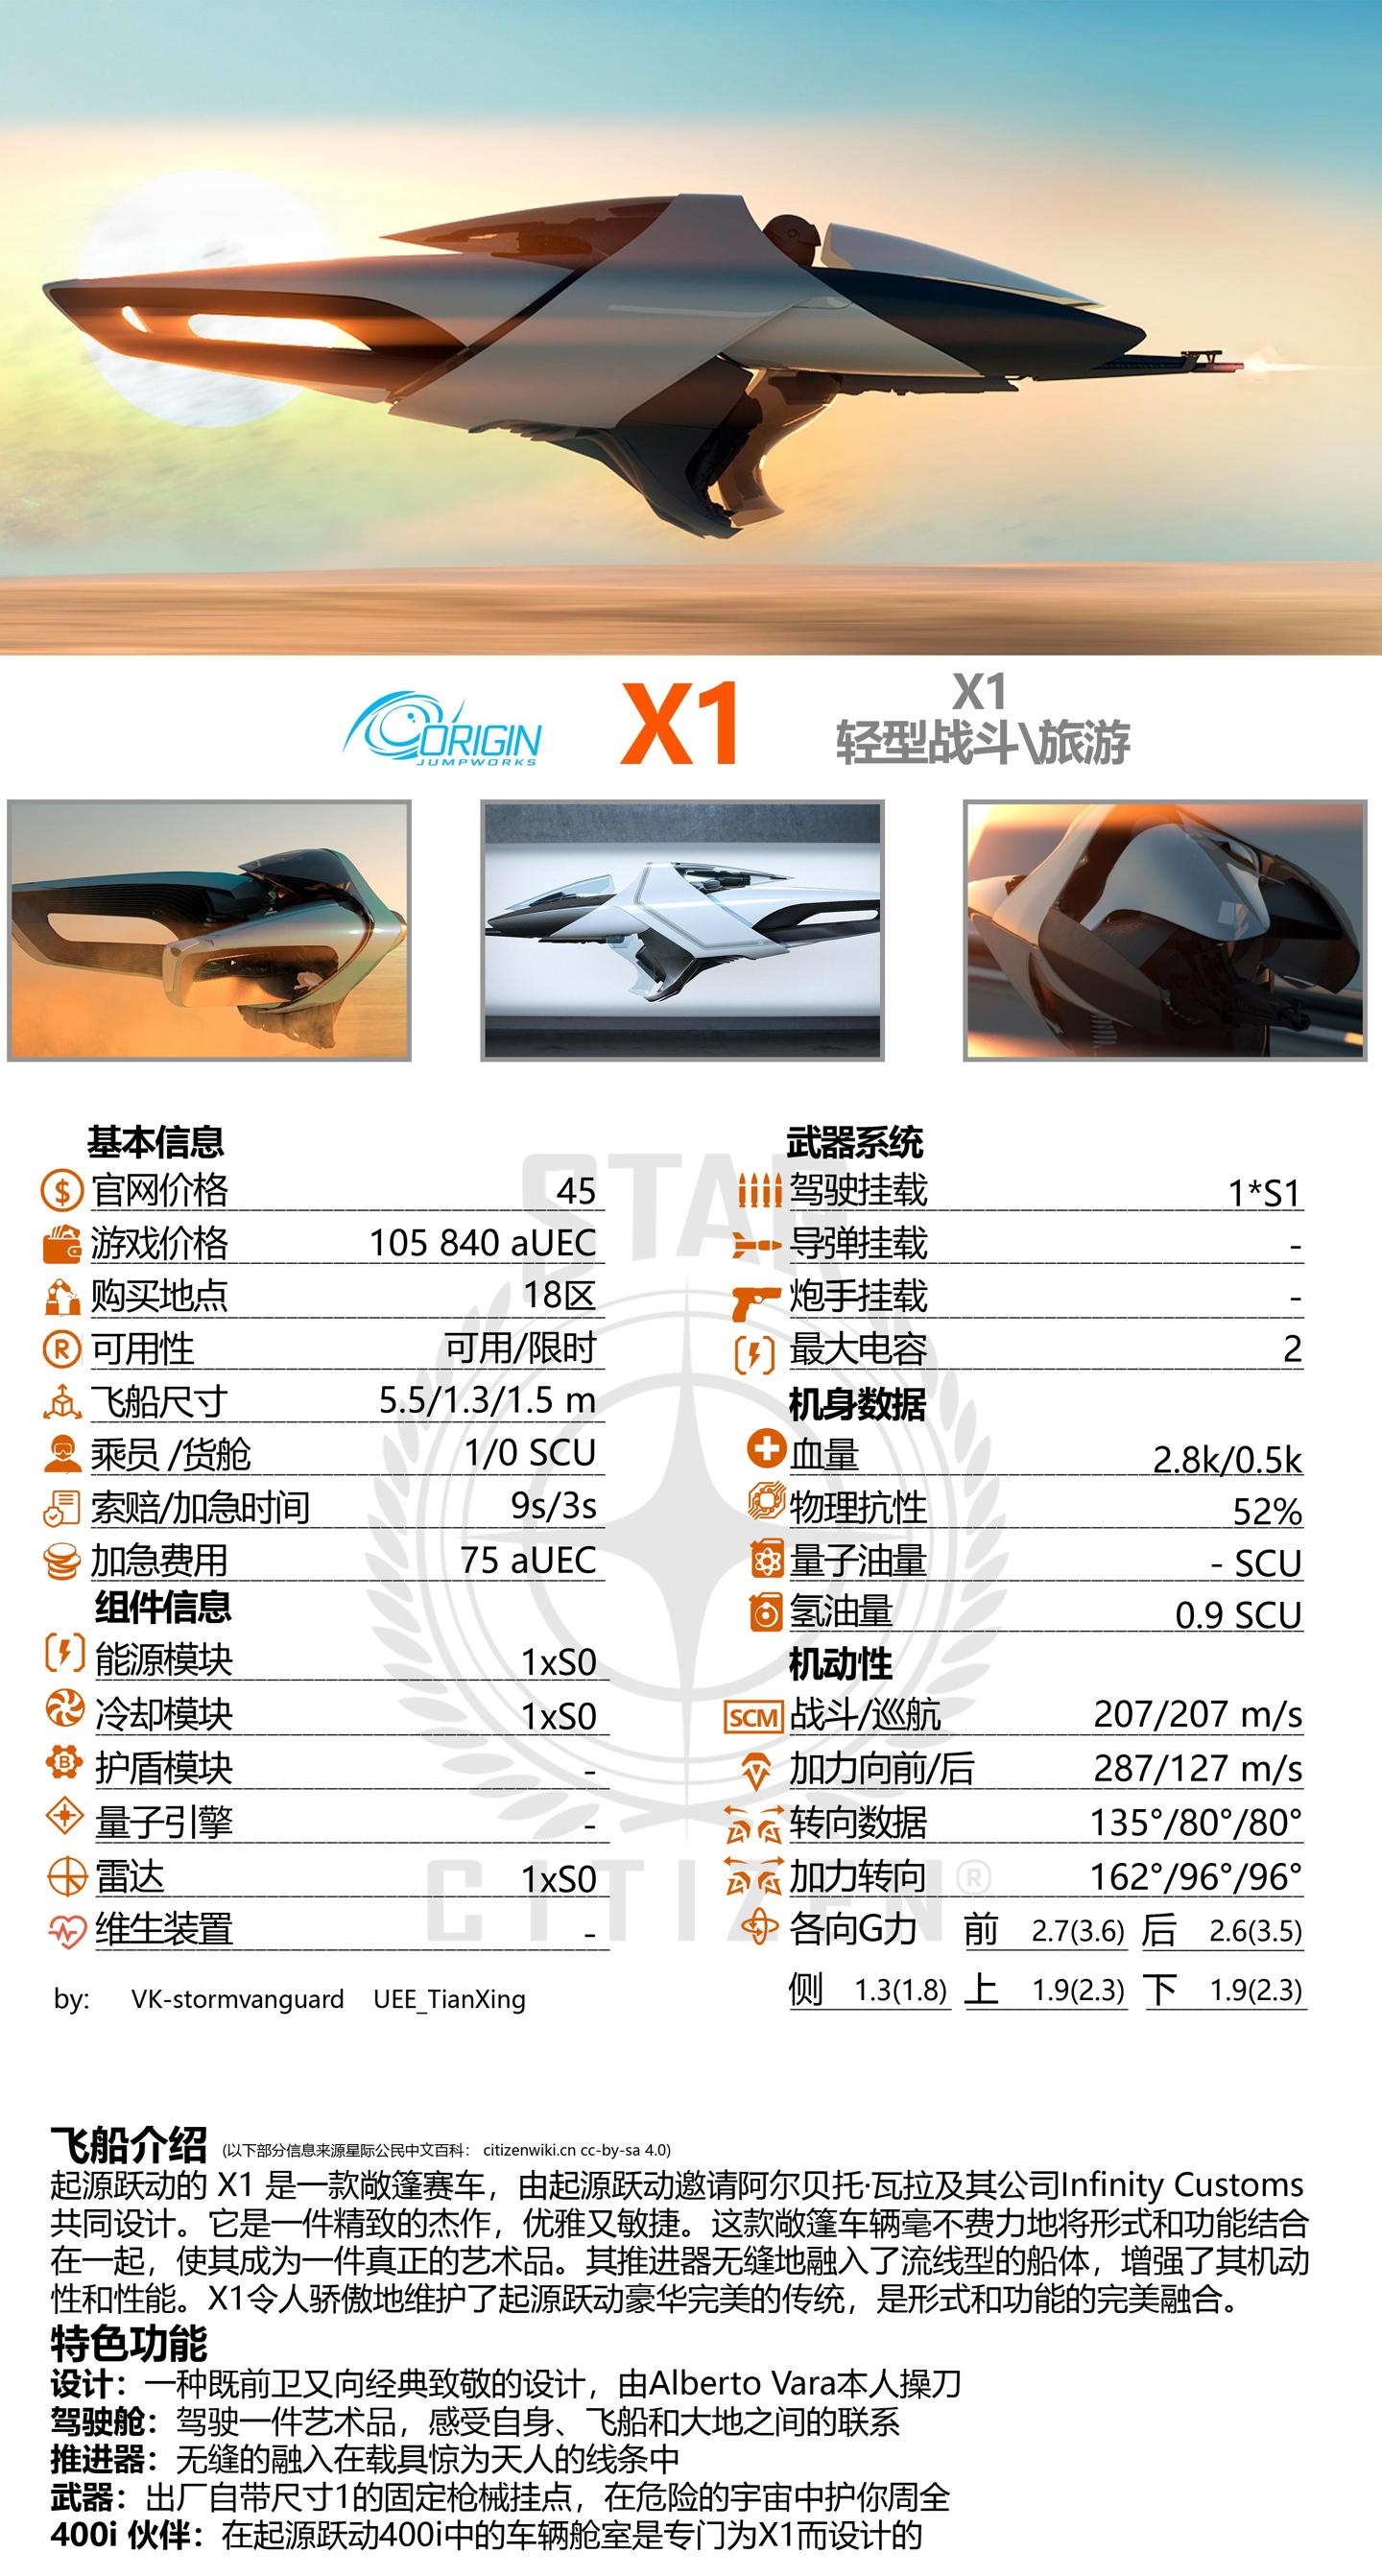 ORIGIN
JUMPWORKS
X1
X1
轻型战斗\旅游
STAR
CITIZEN®
基本信息
官网价格 45
游戏价格 105 840 aUEC
购买地点 18区
可用性 可用/限时
飞船尺寸 5.5/1.3/1.5 m
乘员 /货舱 1/0 SCU
索赔/加急时间 9s/3s
加急费用 75 aUEC
组件信息
能源模块 1xS0
冷却模块 1xS0
护盾模块 -
量子引擎 -
雷达 1xS0
维生装置 -
by: VK-stormvanguard UEE_TianXing
武器系统
驾驶挂载 1*S1
导弹挂载 -
炮手挂载 -
最大电容 2
机身数据
血量 2.8k/0.5k
物理抗性 52%
量子油量 - SCU
氢油量 0.9 SCU
机动性
SCM 战斗/巡航 207/207 m/s
加力向前/后 287/127 m/s
转向数据 135°/80°/80°
加力转向 162°/96°/96°
各向G力 前 2.7(3.6) 后 2.6(3.5)
侧 1.3(1.8) 上 1.9(2.3) 下 1.9(2.3)
飞船介绍 (以下部分信息来源星际公民中文百科： citizenwiki.cn cc-by-sa 4.0)
起源跃动的 X1 是一款敞篷赛车，由起源跃动邀请阿尔贝托·瓦拉及其公司Infinity Customs
共同设计。它是一件精致的杰作，优雅又敏捷。这款敞篷车辆毫不费力地将形式和功能结合
在一起，使其成为一件真正的艺术品。其推进器无缝地融入了流线型的船体，增强了其机动
性和性能。X1令人骄傲地维护了起源跃动豪华完美的传统，是形式和功能的完美融合。
特色功能
设计：一种既前卫又向经典致敬的设计，由Alberto Vara本人操刀
驾驶舱：驾驶一件艺术品，感受自身、飞船和大地之间的联系
推进器：无缝的融入在载具惊为天人的线条中
武器：出厂自带尺寸1的固定枪械挂点，在危险的宇宙中护你周全
400i 伙伴：在起源跃动400i中的车辆舱室是专门为X1而设计的